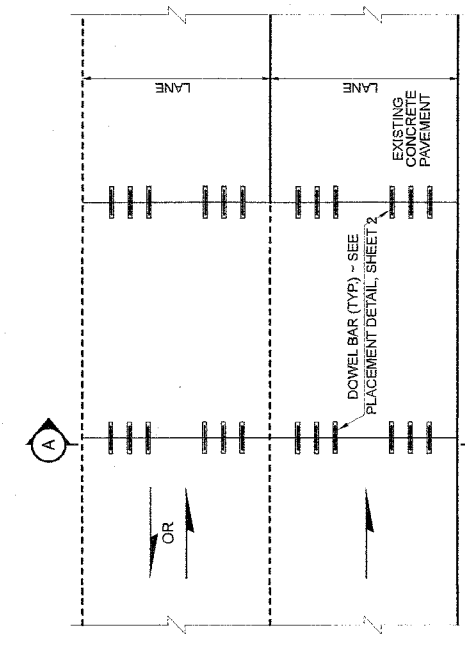 A
LANE
LANE
OR
EXISTING
CONCRETE
PAVEMENT
DOWEL BAR (TYP.) ~ SEE
PLACEMENT DETAIL, SHEET 2